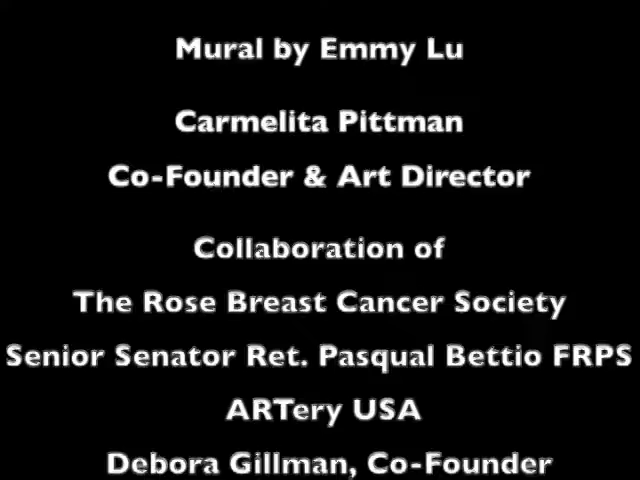 Mural by Emmy Lu
Carmelita Pittman
Co-Founder & Art Director
Collaboration of
The Rose Breast Cancer Society
Senior Senator Ret. Pasqual Bettio FRPS
ARTery USA
Debora Gillman, Co-Founder